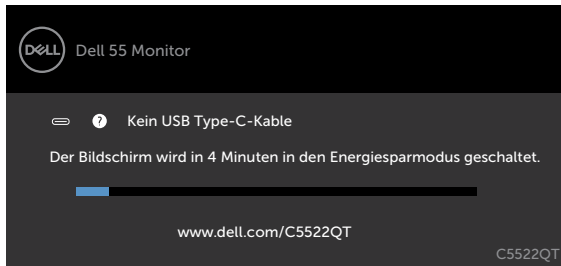 DELL Dell 55 Monitor
? Kein USB Type-C-Kable
Der Bildschirm wird in 4 Minuten in den Energiesparmodus geschaltet.
www.dell.com/C5522QT
C5522QT